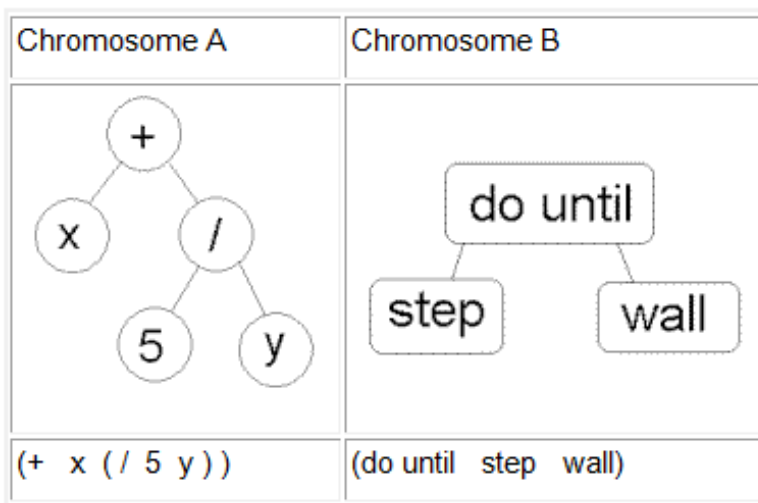 Chromosome A
Chromosome B
+
x
/
5
y
do until
step
wall
(+ x ( / 5 y ) )
(do until step wall)